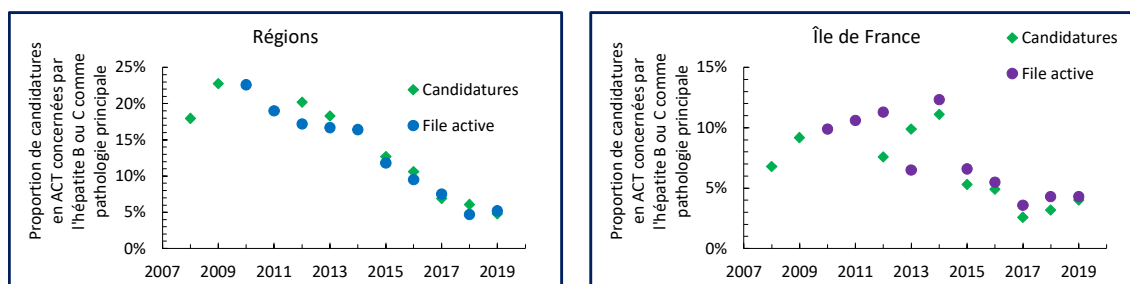 Régions
Proportion de candidatures
en ACT concernées par
l'hépatite B ou C comme
pathologie principale
25%
20%
15%
10%
5%
0%
Candidatures
File active
2007 2009 2011 2013 2015 2017 2019
Île de France
Proportion de candidatures
en ACT concernées par
l'hépatite B ou C comme
pathologie principale
15%
10%
5%
0%
Candidatures
File active
2007 2009 2011 2013 2015 2017 2019